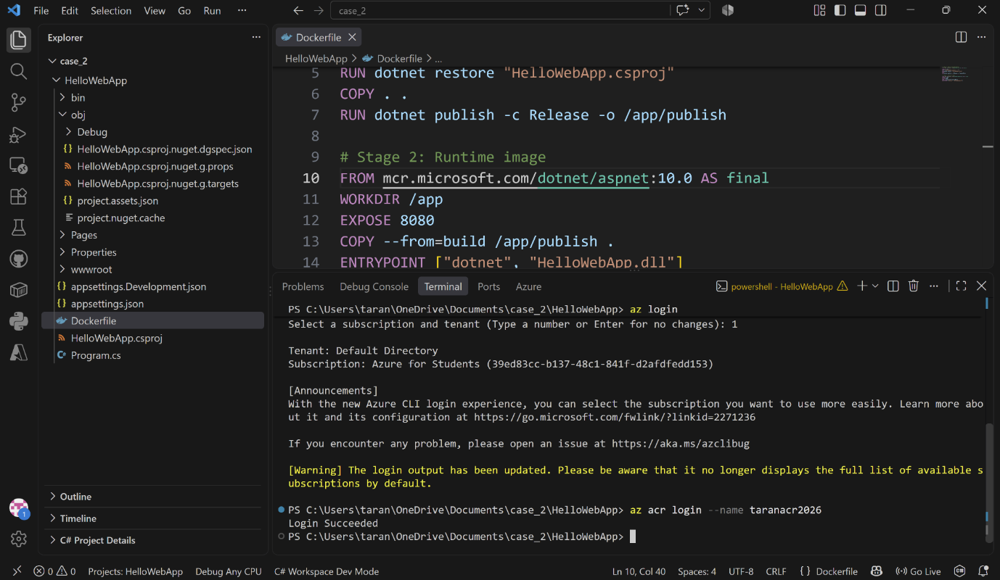 File Edit Selection View Go Run ··· case_2
Explorer ···
case_2
HelloWebApp
bin
obj
Debug
{} HelloWebApp.csproj.nuget.dgspec.json
HelloWebApp.csproj.nuget.g.props
HelloWebApp.csproj.nuget.g.targets
{} project.assets.json
project.nuget.cache
Pages
Properties
wwwroot
{} appsettings.Development.json
{} appsettings.json
Dockerfile
HelloWebApp.csproj
C# Program.cs
Outline
Timeline
C# Project Details
1
Dockerfile
HelloWebApp > Dockerfile > ...
5 RUN dotnet restore "HelloWebApp.csproj"
6 COPY . .
7 RUN dotnet publish -c Release -o /app/publish
8
9 # Stage 2: Runtime image
10 FROM mcr.microsoft.com/dotnet/aspnet:10.0 AS final
11 WORKDIR /app
12 EXPOSE 8080
13 COPY --from=build /app/publish .
14 ENTRYPOINT ["dotnet", "HelloWebApp.dll"]
Problems Debug Console Terminal Ports Azure powershell - HelloWebApp
PS C:\Users\taran\OneDrive\Documents\case_2\HelloWebApp> az login
Select a subscription and tenant (Type a number or Enter for no changes): 1
Tenant: Default Directory
Subscription: Azure for Students (39ed83cc-b137-48c1-841f-d2afdfedd153)
[Announcements]
With the new Azure CLI login experience, you can select the subscription you want to use more easily. Learn more abo
ut it and its configuration at https://go.microsoft.com/fwlink/?linkid=2271236
If you encounter any problem, please open an issue at https://aka.ms/azclibug
[Warning] The login output has been updated. Please be aware that it no longer displays the full list of available s
ubscriptions by default.
PS C:\Users\taran\OneDrive\Documents\case_2\HelloWebApp> az acr login --name taranacr2026
Login Succeeded
PS C:\Users\taran\OneDrive\Documents\case_2\HelloWebApp>
0 0 Projects: HelloWebApp Debug Any CPU C# Workspace Dev Mode Ln 10, Col 40 Spaces: 4 UTF-8 CRLF {} Dockerfile Go Live